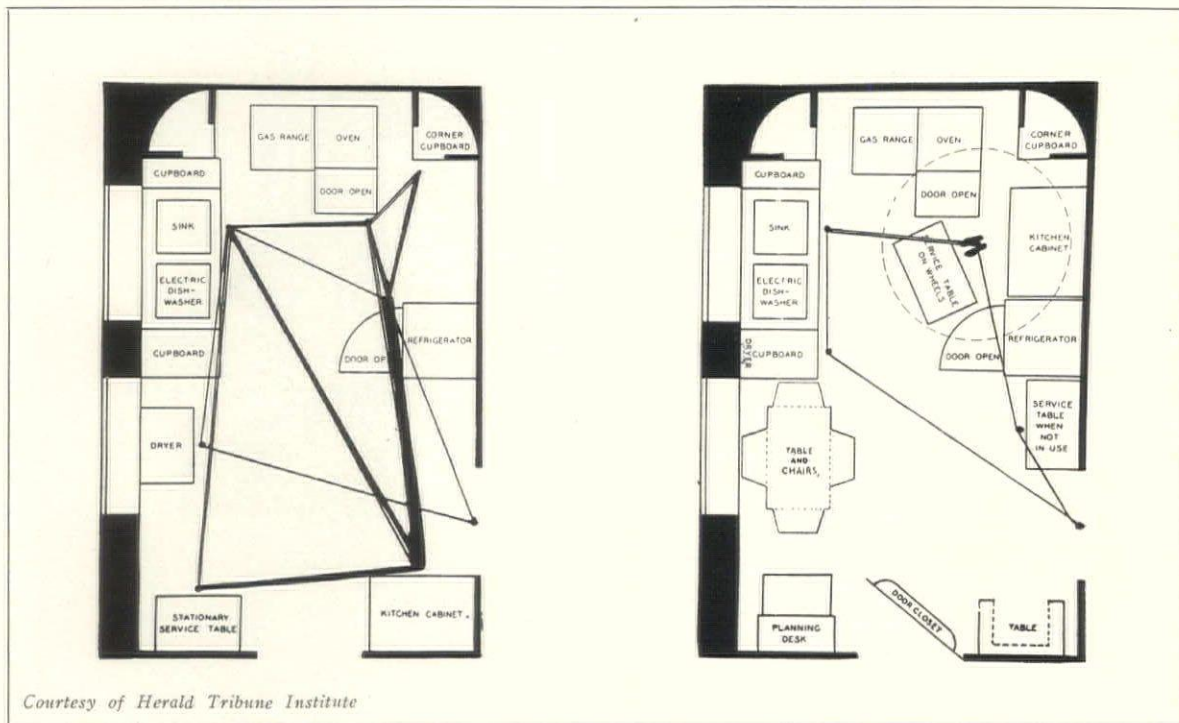 GAS RANGE
OVEN
CORNER
CUPBOARD
CUPBOARD
DOOR OPEN
SINK
ELECTRIC
DISH-
WASHER
CUPBOARD
DOOR OPEN
REFRIGERATOR
DRYER
STATIONARY
SERVICE TABLE
KITCHEN CABINET
GAS RANGE
OVEN
CORNER
CUPBOARD
CUPBOARD
DOOR OPEN
SINK
KITCHEN
CABINET
SERVICE TABLE
ON WHEELS
ELECTRIC
DISH-
WASHER
DRYER
CUPBOARD
DOOR OPEN
REFRIGERATOR
SERVICE
TABLE
WHEN
NOT
IN USE
TABLE
AND
CHAIRS
PLANNING
DESK
DOOR CLOSET
TABLE
Courtesy of Herald Tribune Institute